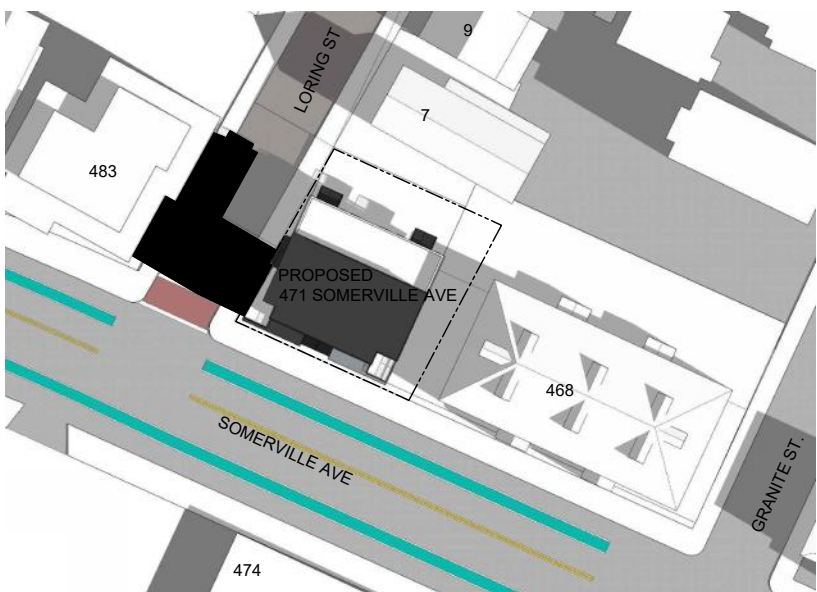 9
LORING ST
7
483
PROPOSED
471 SOMERVILLE AVE
468
SOMERVILLE AVE
GRANITE ST.
474